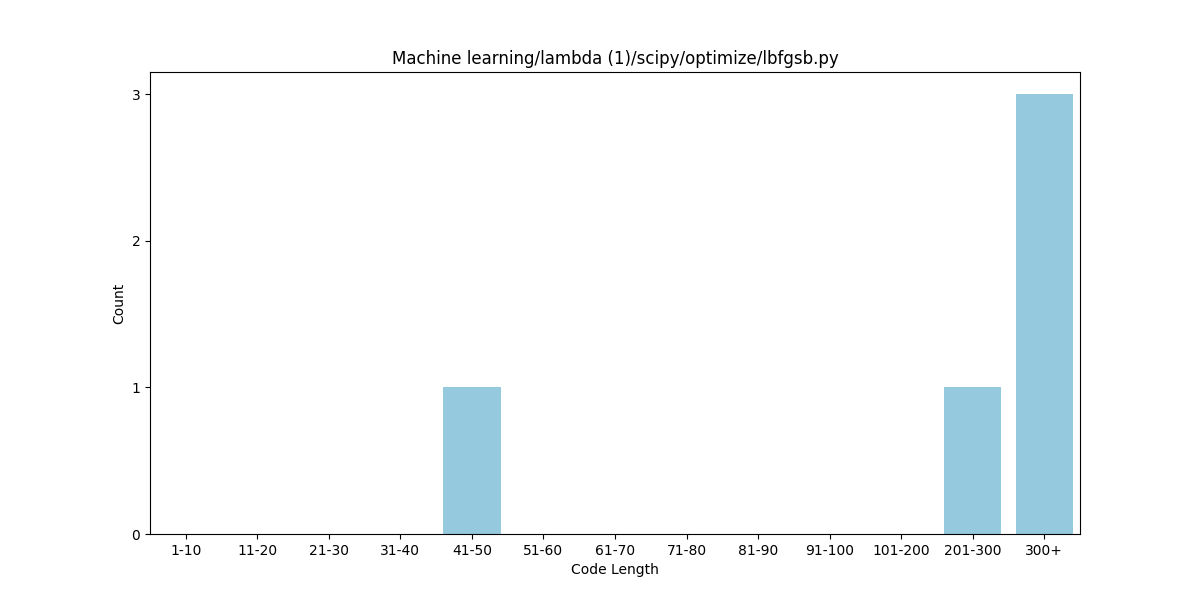 Machine learning/lambda (1)/scipy/optimize/lbfgsb.py
3
2
1
0
Count
1-10 11-20 21-30 31-40 41-50 51-60 61-70 71-80 81-90 91-100 101-200 201-300 300+
Code Length